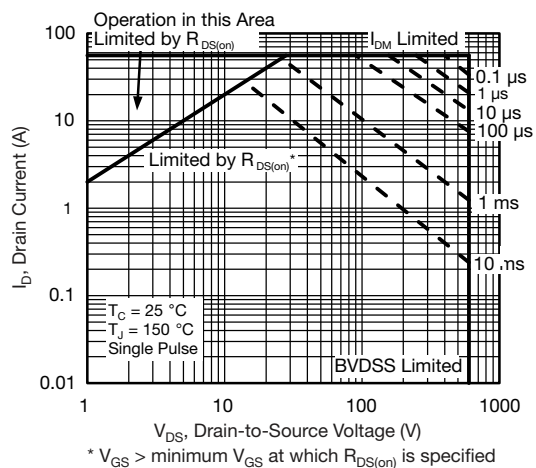 Operation in this Area
Limited by RDS(on)
IDM Limited
100
10
1
0.1
0.01
ID, Drain Current (A)
0.1 µs
1 µs
10 µs
100 µs
1 ms
10 ms
Limited by RDS(on)*
TC = 25 °C
TJ = 150 °C
Single Pulse
BVDSS Limited
1
10
100
1000
VDS, Drain-to-Source Voltage (V)
* VGS > minimum VGS at which RDS(on) is specified